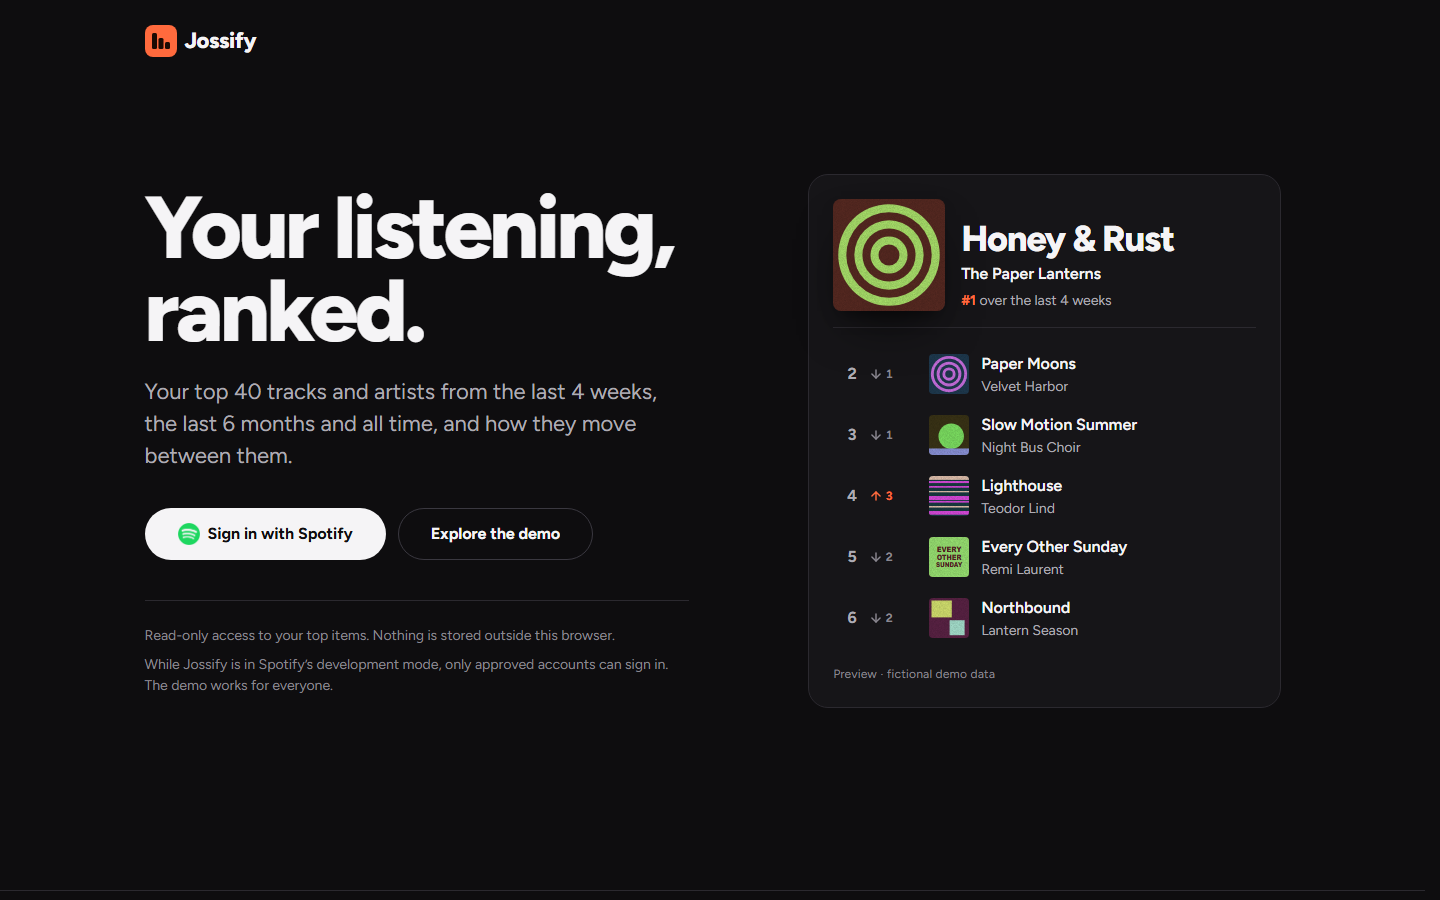 Jossify
Your listening,
ranked.
Your top 40 tracks and artists from the last 4 weeks,
the last 6 months and all time, and how they move
between them.
Sign in with Spotify
Explore the demo
Read-only access to your top items. Nothing is stored outside this browser.
While Jossify is in Spotify’s development mode, only approved accounts can sign in.
The demo works for everyone.
Honey & Rust
The Paper Lanterns
#1 over the last 4 weeks
2 ↓ 1
Paper Moons
Velvet Harbor
3 ↓ 1
Slow Motion Summer
Night Bus Choir
4 ↑ 3
Lighthouse
Teodor Lind
5 ↓ 2
EVERY
OTHER
SUNDAY
Every Other Sunday
Remi Laurent
6 ↓ 2
Northbound
Lantern Season
Preview · fictional demo data